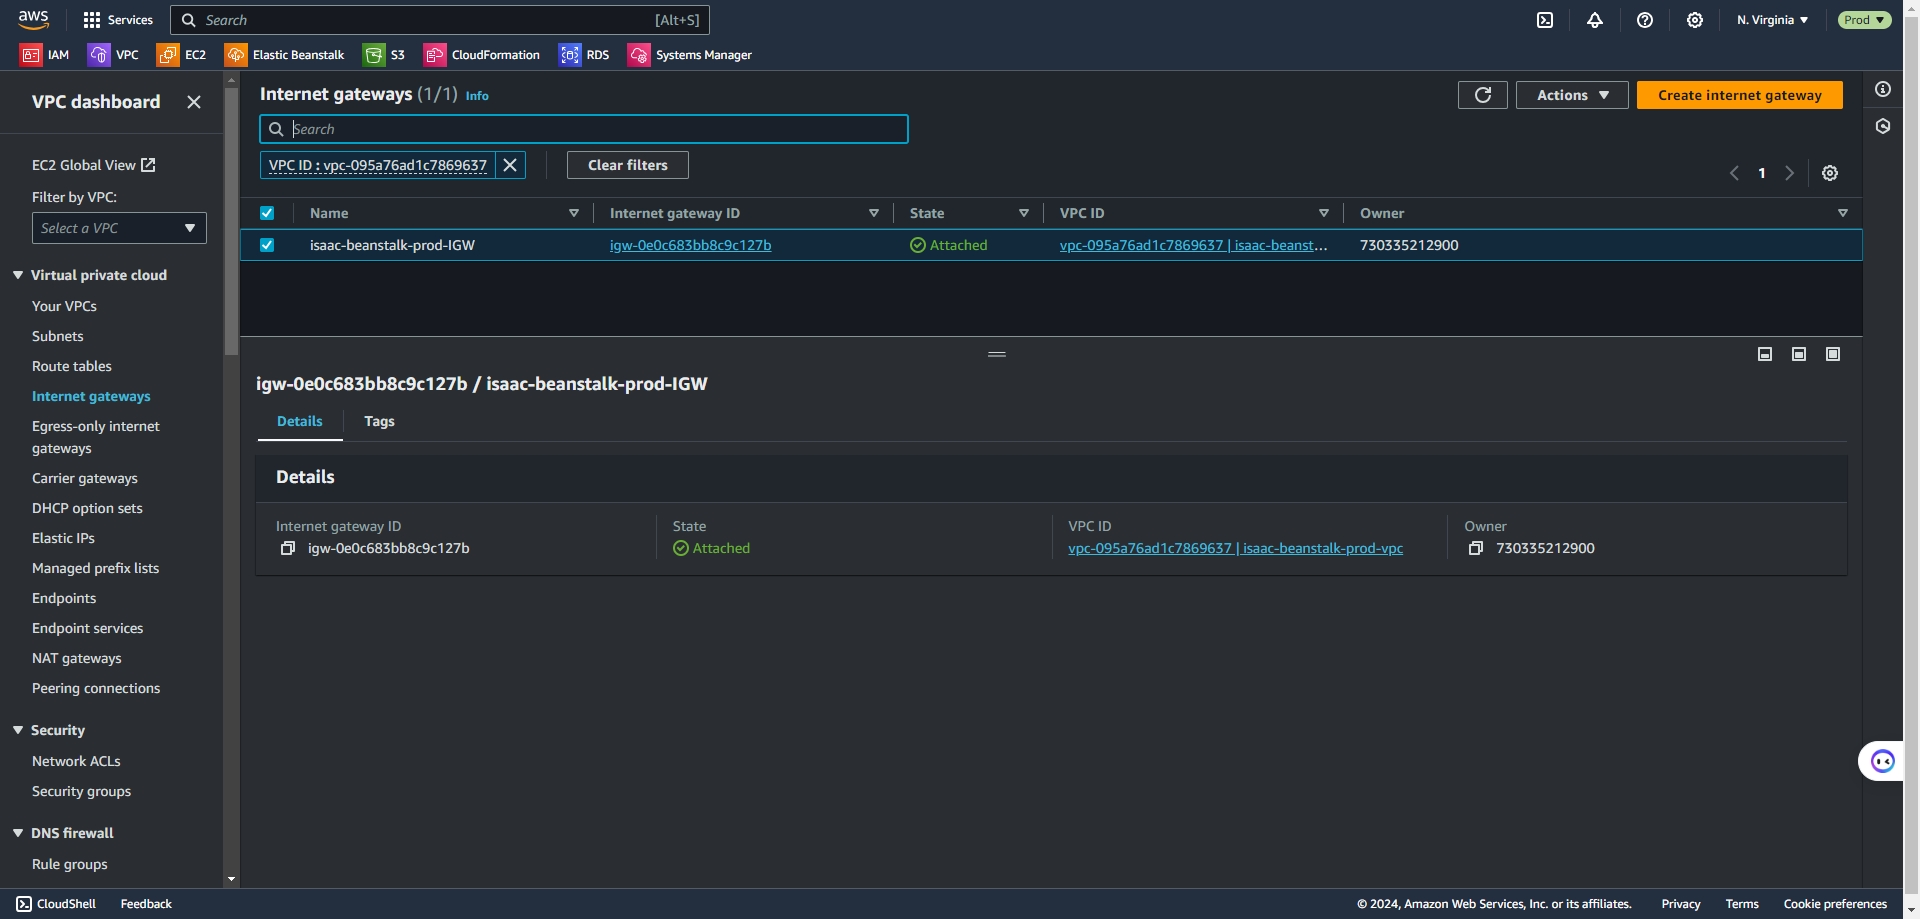 aws
Services
Search
[Alt+S]
N. Virginia
Prod
IAM
VPC
EC2
Elastic Beanstalk
S3
CloudFormation
RDS
Systems Manager
VPC dashboard
EC2 Global View
Filter by VPC:
Select a VPC
Virtual private cloud
Your VPCs
Subnets
Route tables
Internet gateways
Egress-only internet
gateways
Carrier gateways
DHCP option sets
Elastic IPs
Managed prefix lists
Endpoints
Endpoint services
NAT gateways
Peering connections
Security
Network ACLs
Security groups
DNS firewall
Rule groups
Internet gateways (1/1) Info
Actions
Create internet gateway
Search
VPC ID : vpc-095a76ad1c7869637
Clear filters
1
Name
Internet gateway ID
State
VPC ID
Owner
isaac-beanstalk-prod-IGW
igw-0e0c683bb8c9c127b
Attached
vpc-095a76ad1c7869637 | isaac-beanst...
730335212900
igw-0e0c683bb8c9c127b / isaac-beanstalk-prod-IGW
Details
Tags
Details
Internet gateway ID
igw-0e0c683bb8c9c127b
State
Attached
VPC ID
vpc-095a76ad1c7869637 | isaac-beanstalk-prod-vpc
Owner
730335212900
CloudShell
Feedback
© 2024, Amazon Web Services, Inc. or its affiliates.
Privacy
Terms
Cookie preferences